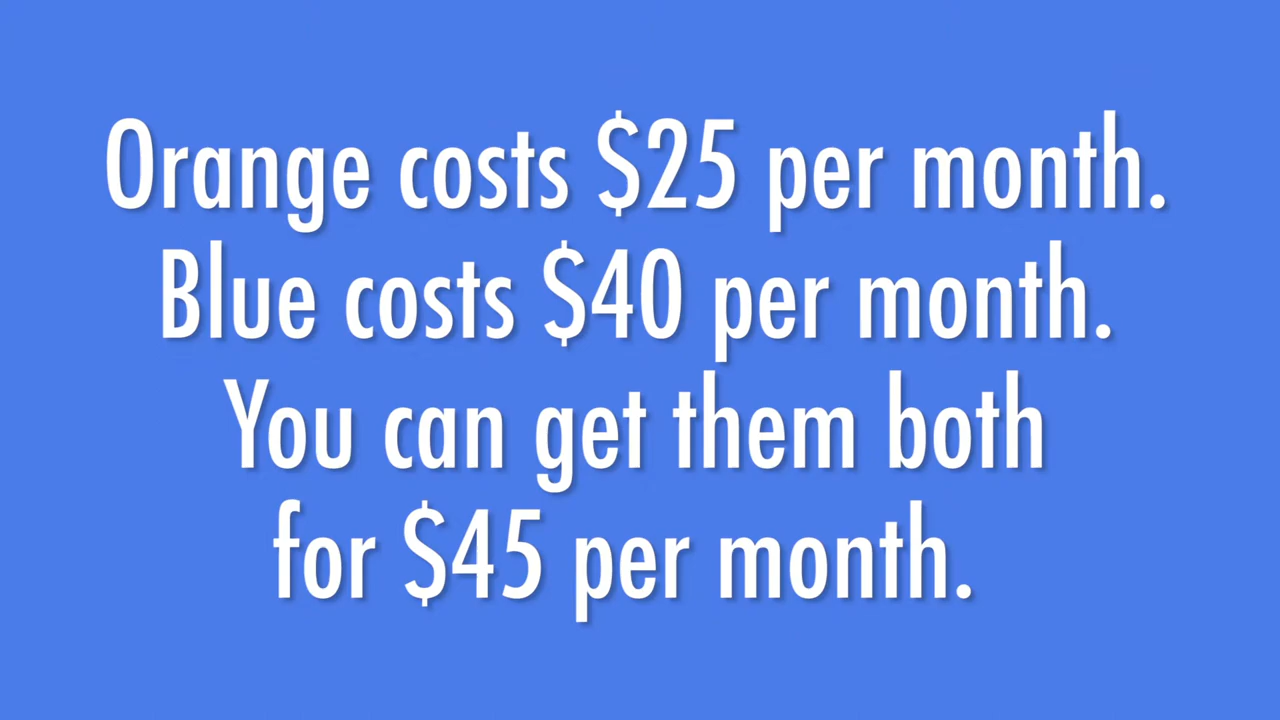 Orange costs $25 per month.
Blue costs $40 per month.
You can get them both
for $45 per month.